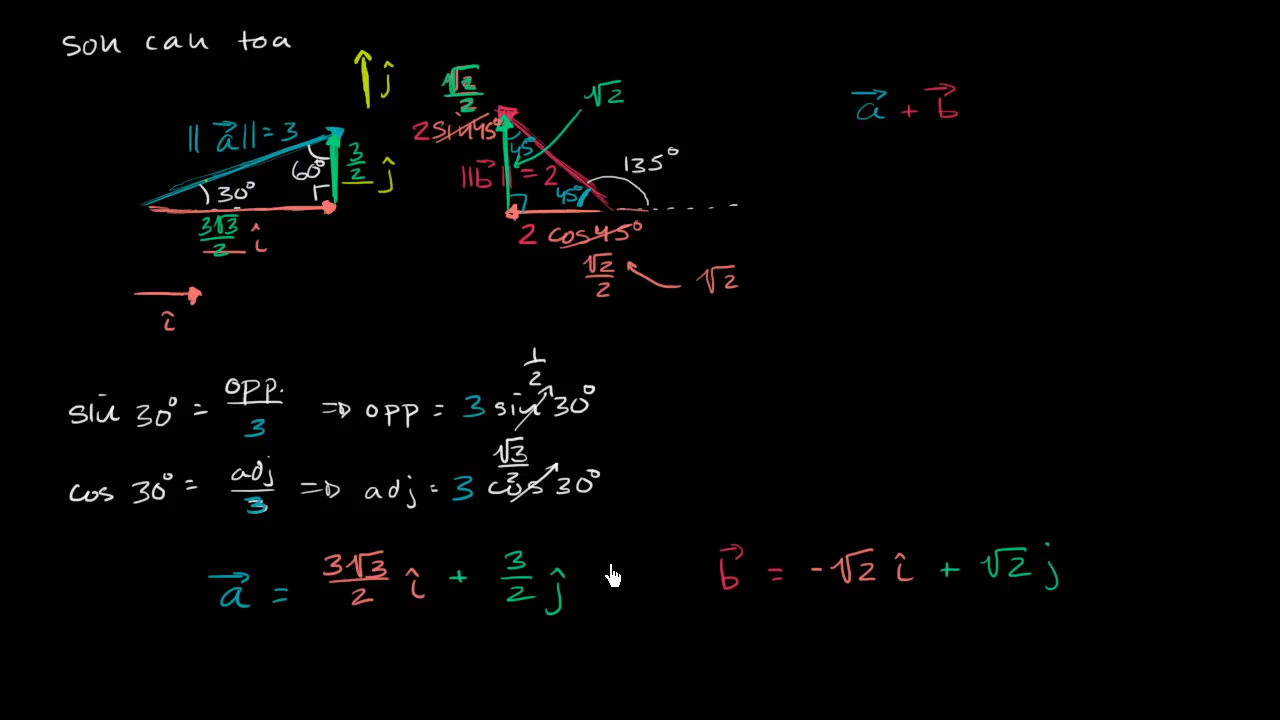 soh cah toa
ĵ
||a⃗|| = 3
60°
30°
3/2 ĵ
3√3/2 î
î
√2/2
2 sin 45°
√2
45°
||b⃗|| = 2
45°
135°
2 cos 45°
√2/2
√2
a⃗ + b⃗
sin 30° = opp./3 ⇒ opp = 3 sin 30°
1/2
cos 30° = adj/3 ⇒ adj = 3 cos 30°
√3/2
a⃗ = 3√3/2 î + 3/2 ĵ
b⃗ = -√2 î + √2 j